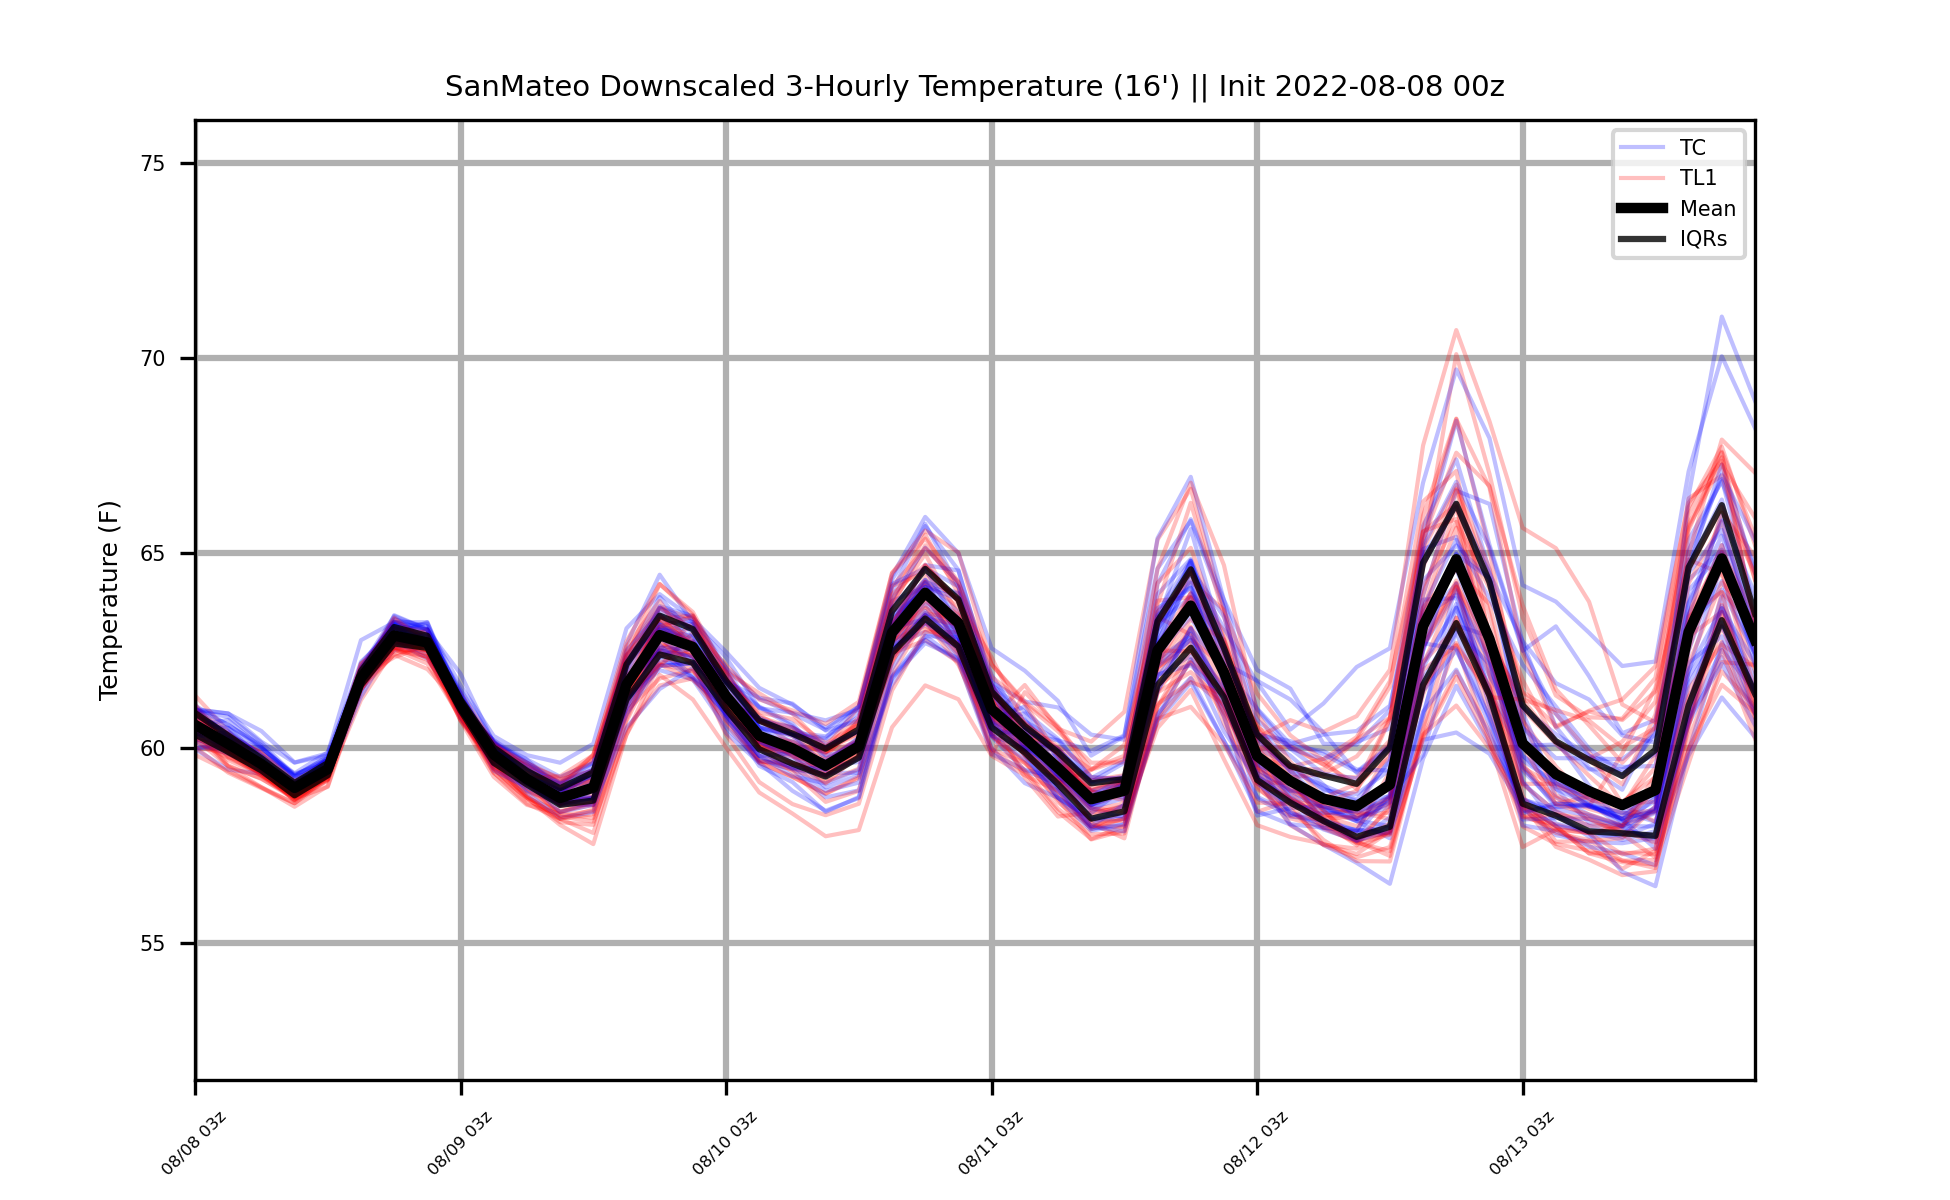 SanMateo Downscaled 3-Hourly Temperature (16') || Init 2022-08-08 00z
TC
TL1
Mean
IQRs
Temperature (F)
75
70
65
60
55
08/08 03z
08/09 03z
08/10 03z
08/11 03z
08/12 03z
08/13 03z